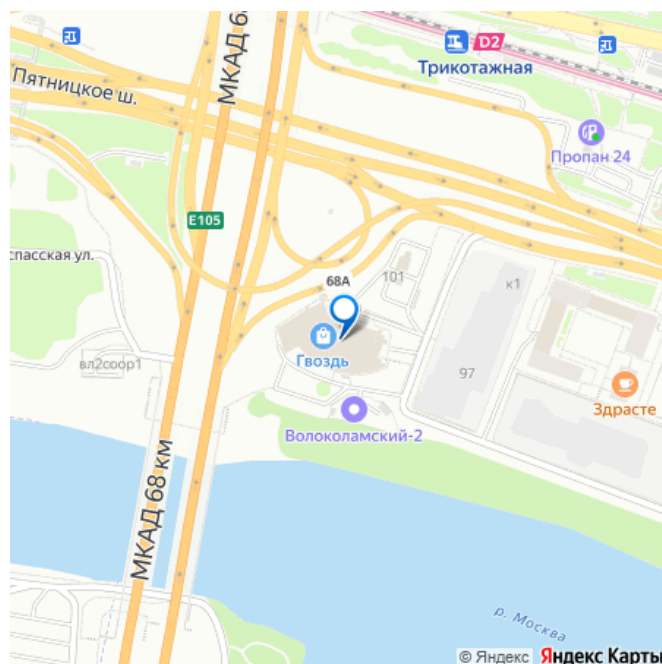 МКАД 68
D2
Трикотажная
Пятницкое ш.
Пропан 24
E105
спасская ул.
68А
101
к1
Гвоздь
вл2соор1
97
Здрасте
Волоколамский-2
МКАД 68 км
р. Москва
© Яндекс Яндекс Карты